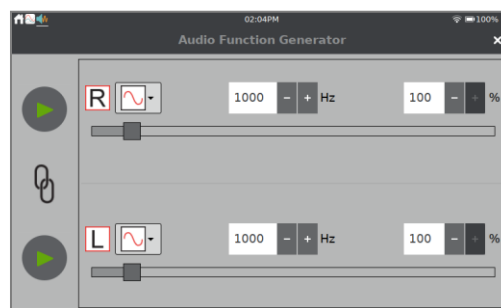 02:04PM
100%
Audio Function Generator
×
R
1000 - + Hz
100 - + %
L
1000 - + Hz
100 - + %